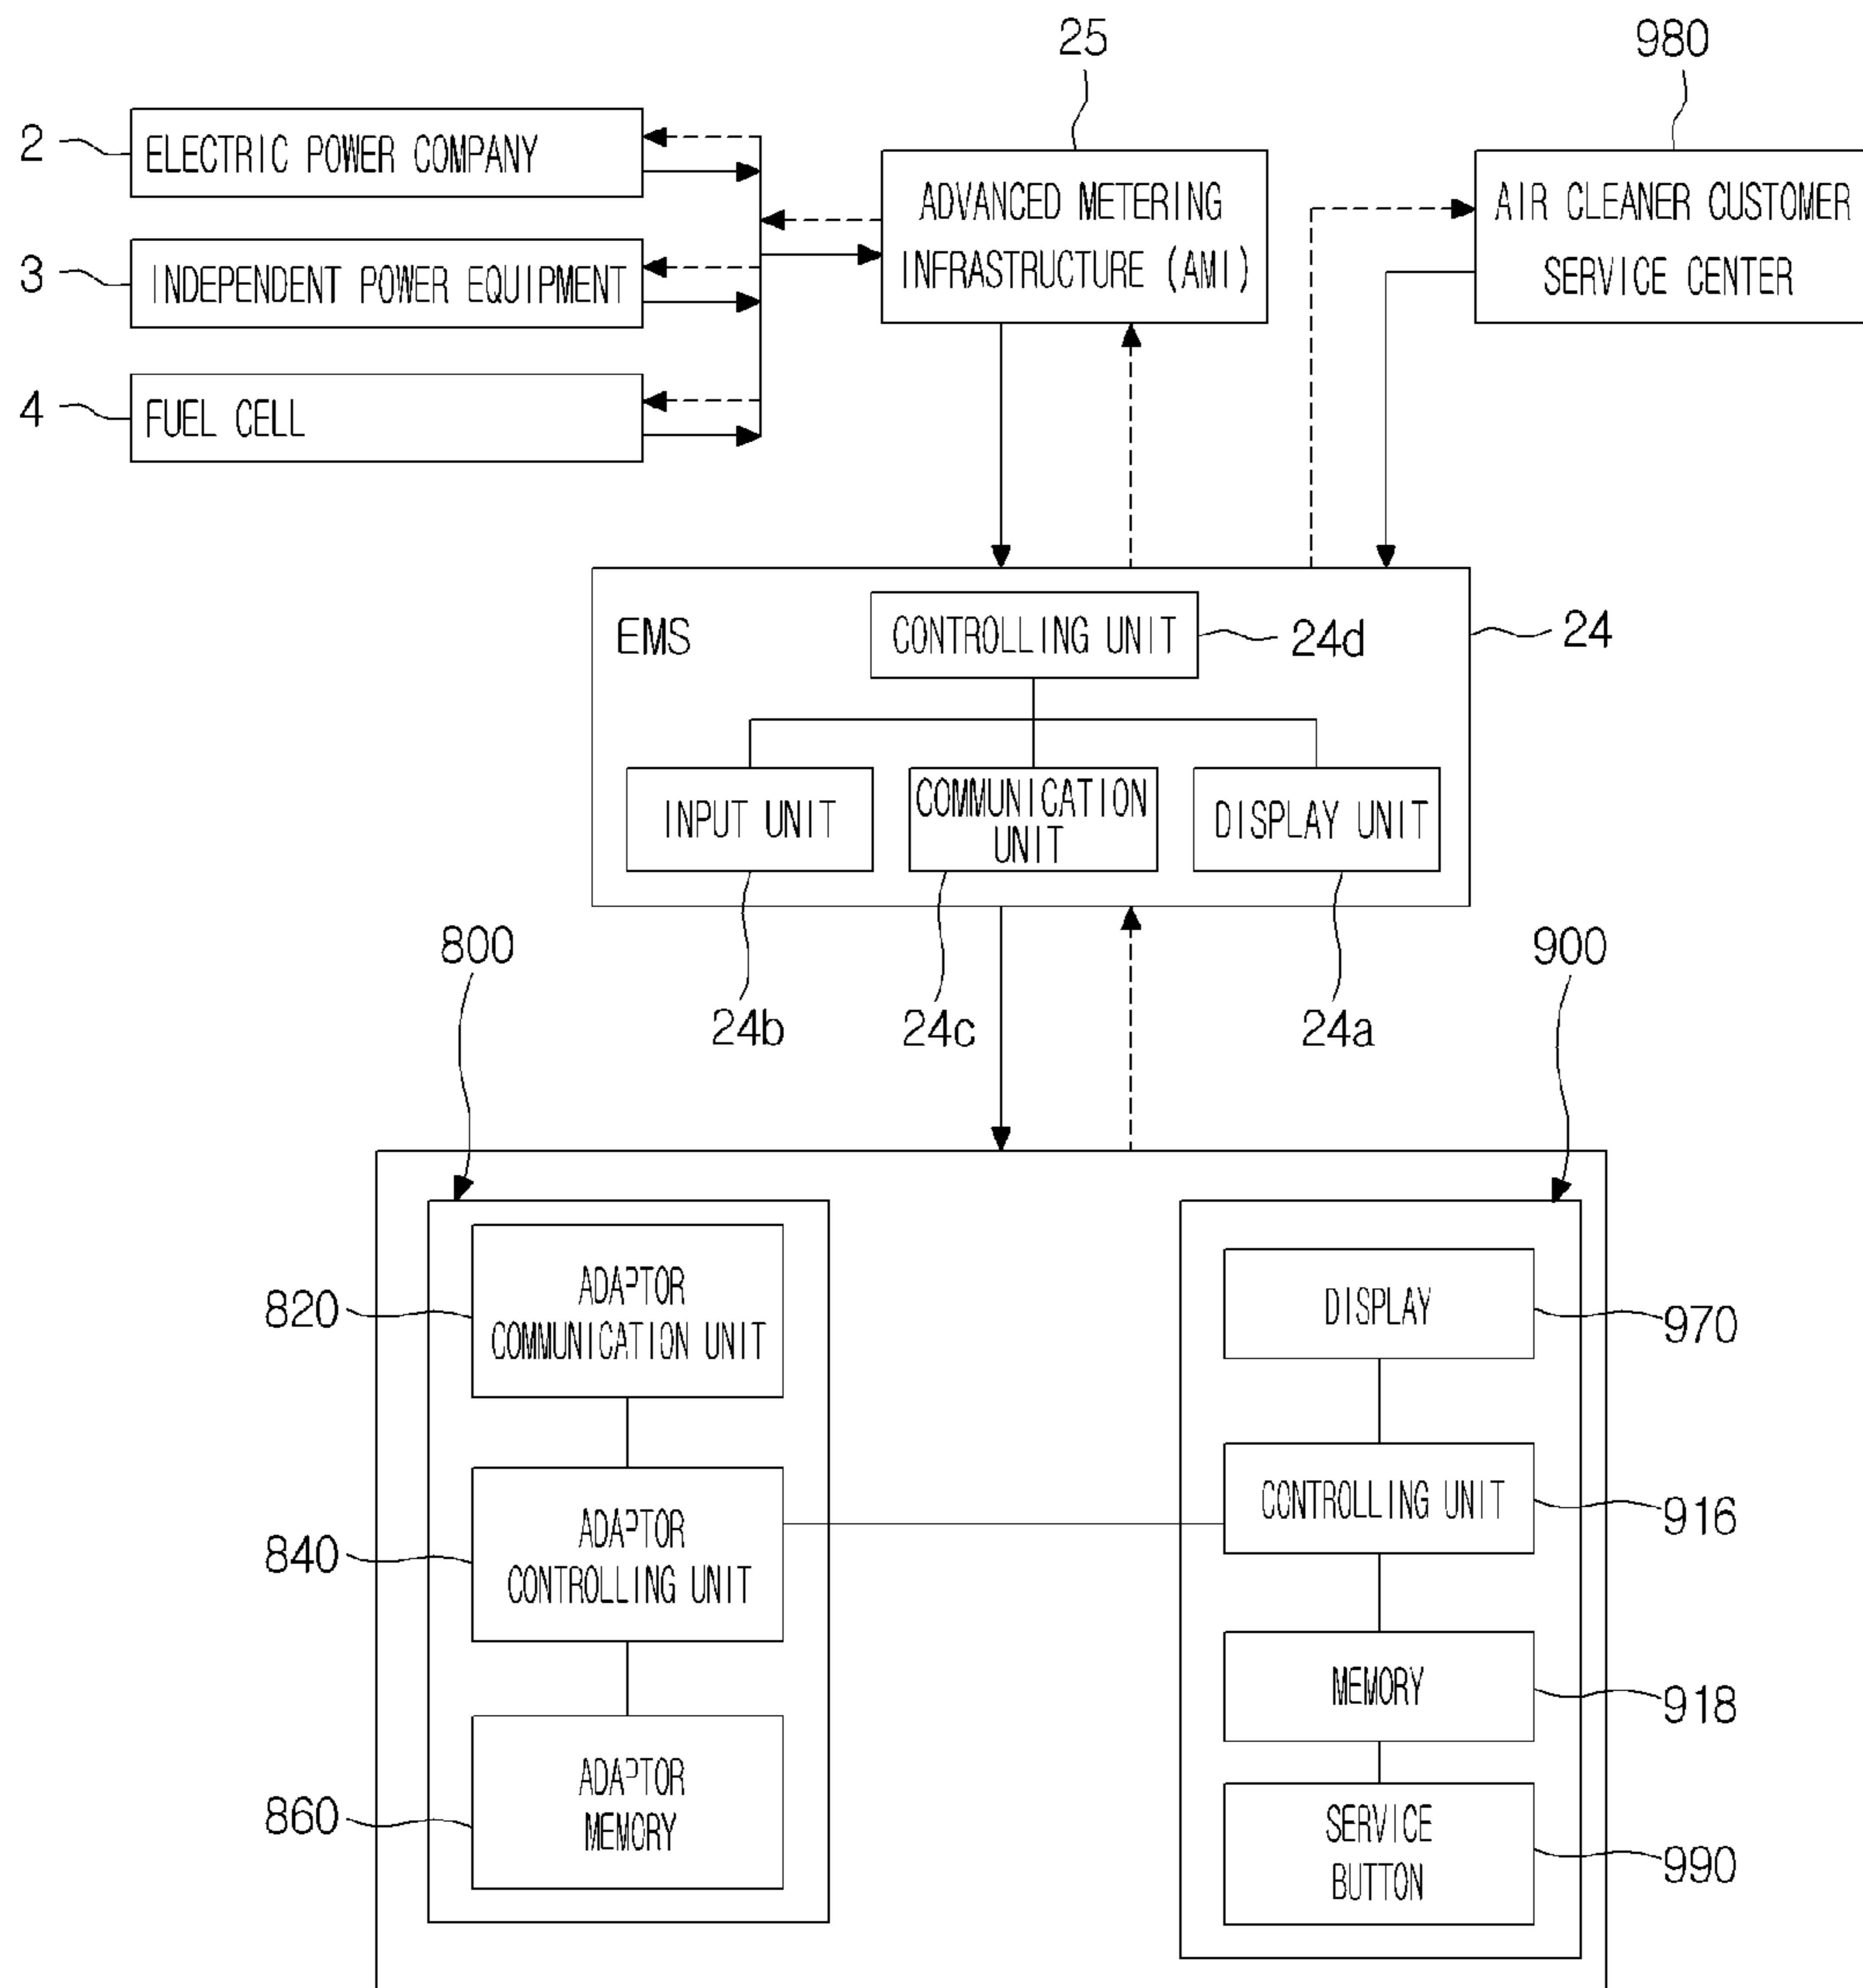 25
980
2
ELECTRIC POWER COMPANY
ADVANCED METERING
INFRASTRUCTURE (AMI)
AIR CLEANER CUSTOMER
SERVICE CENTER
3
INDEPENDENT POWER EQUIPMENT
4
FUEL CELL
EMS
CONTROLLING UNIT
24d
24
INPUT UNIT
COMMUNICATION
UNIT
DISPLAY UNIT
24b
24c
24a
800
900
820
ADAPTOR
COMMUNICATION UNIT
DISPLAY
970
840
ADAPTOR
CONTROLLING UNIT
CONTROLLING UNIT
916
MEMORY
918
860
ADAPTOR
MEMORY
SERVICE
BUTTON
990